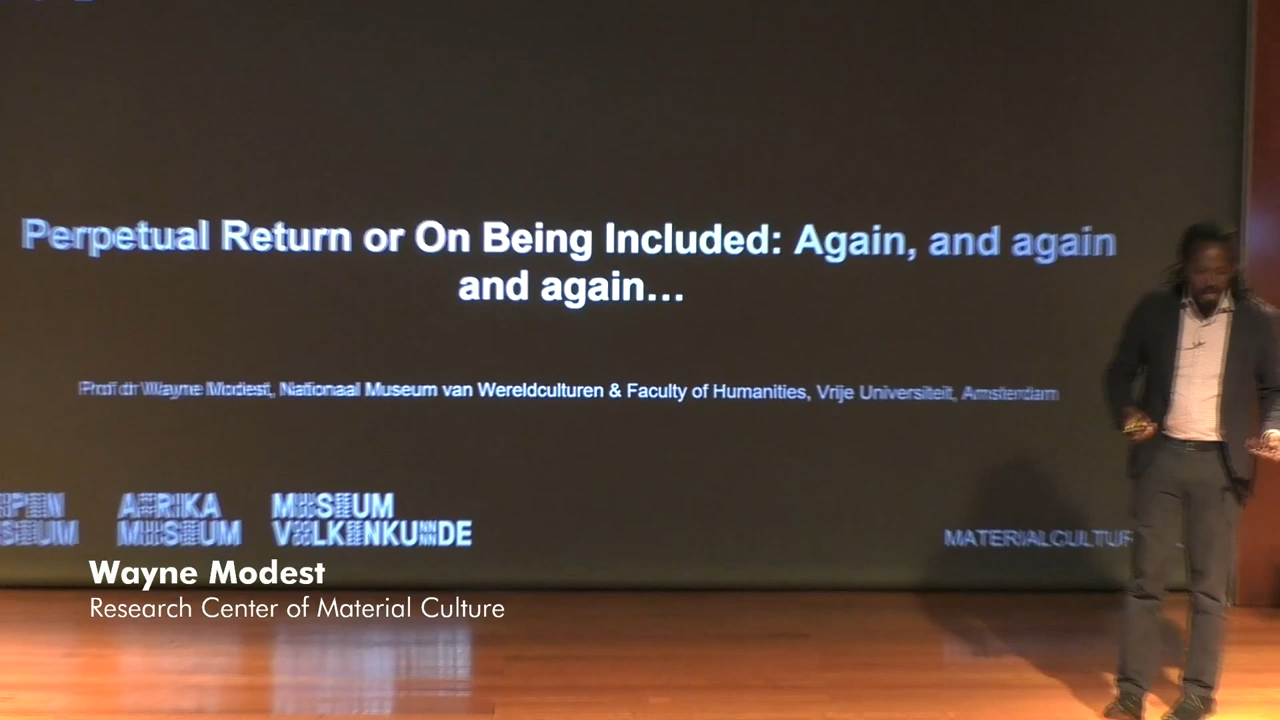 Perpetual Return or On Being Included: Again, and again
and again...
Prof dr Wayne Modest, Nationaal Museum van Wereldculturen & Faculty of Humanities, Vrije Universiteit, Amsterdam
AFRIKA MUSEUM
MUSEUM VOLKENKUNDE
MATERIALCULTUR
Wayne Modest
Research Center of Material Culture